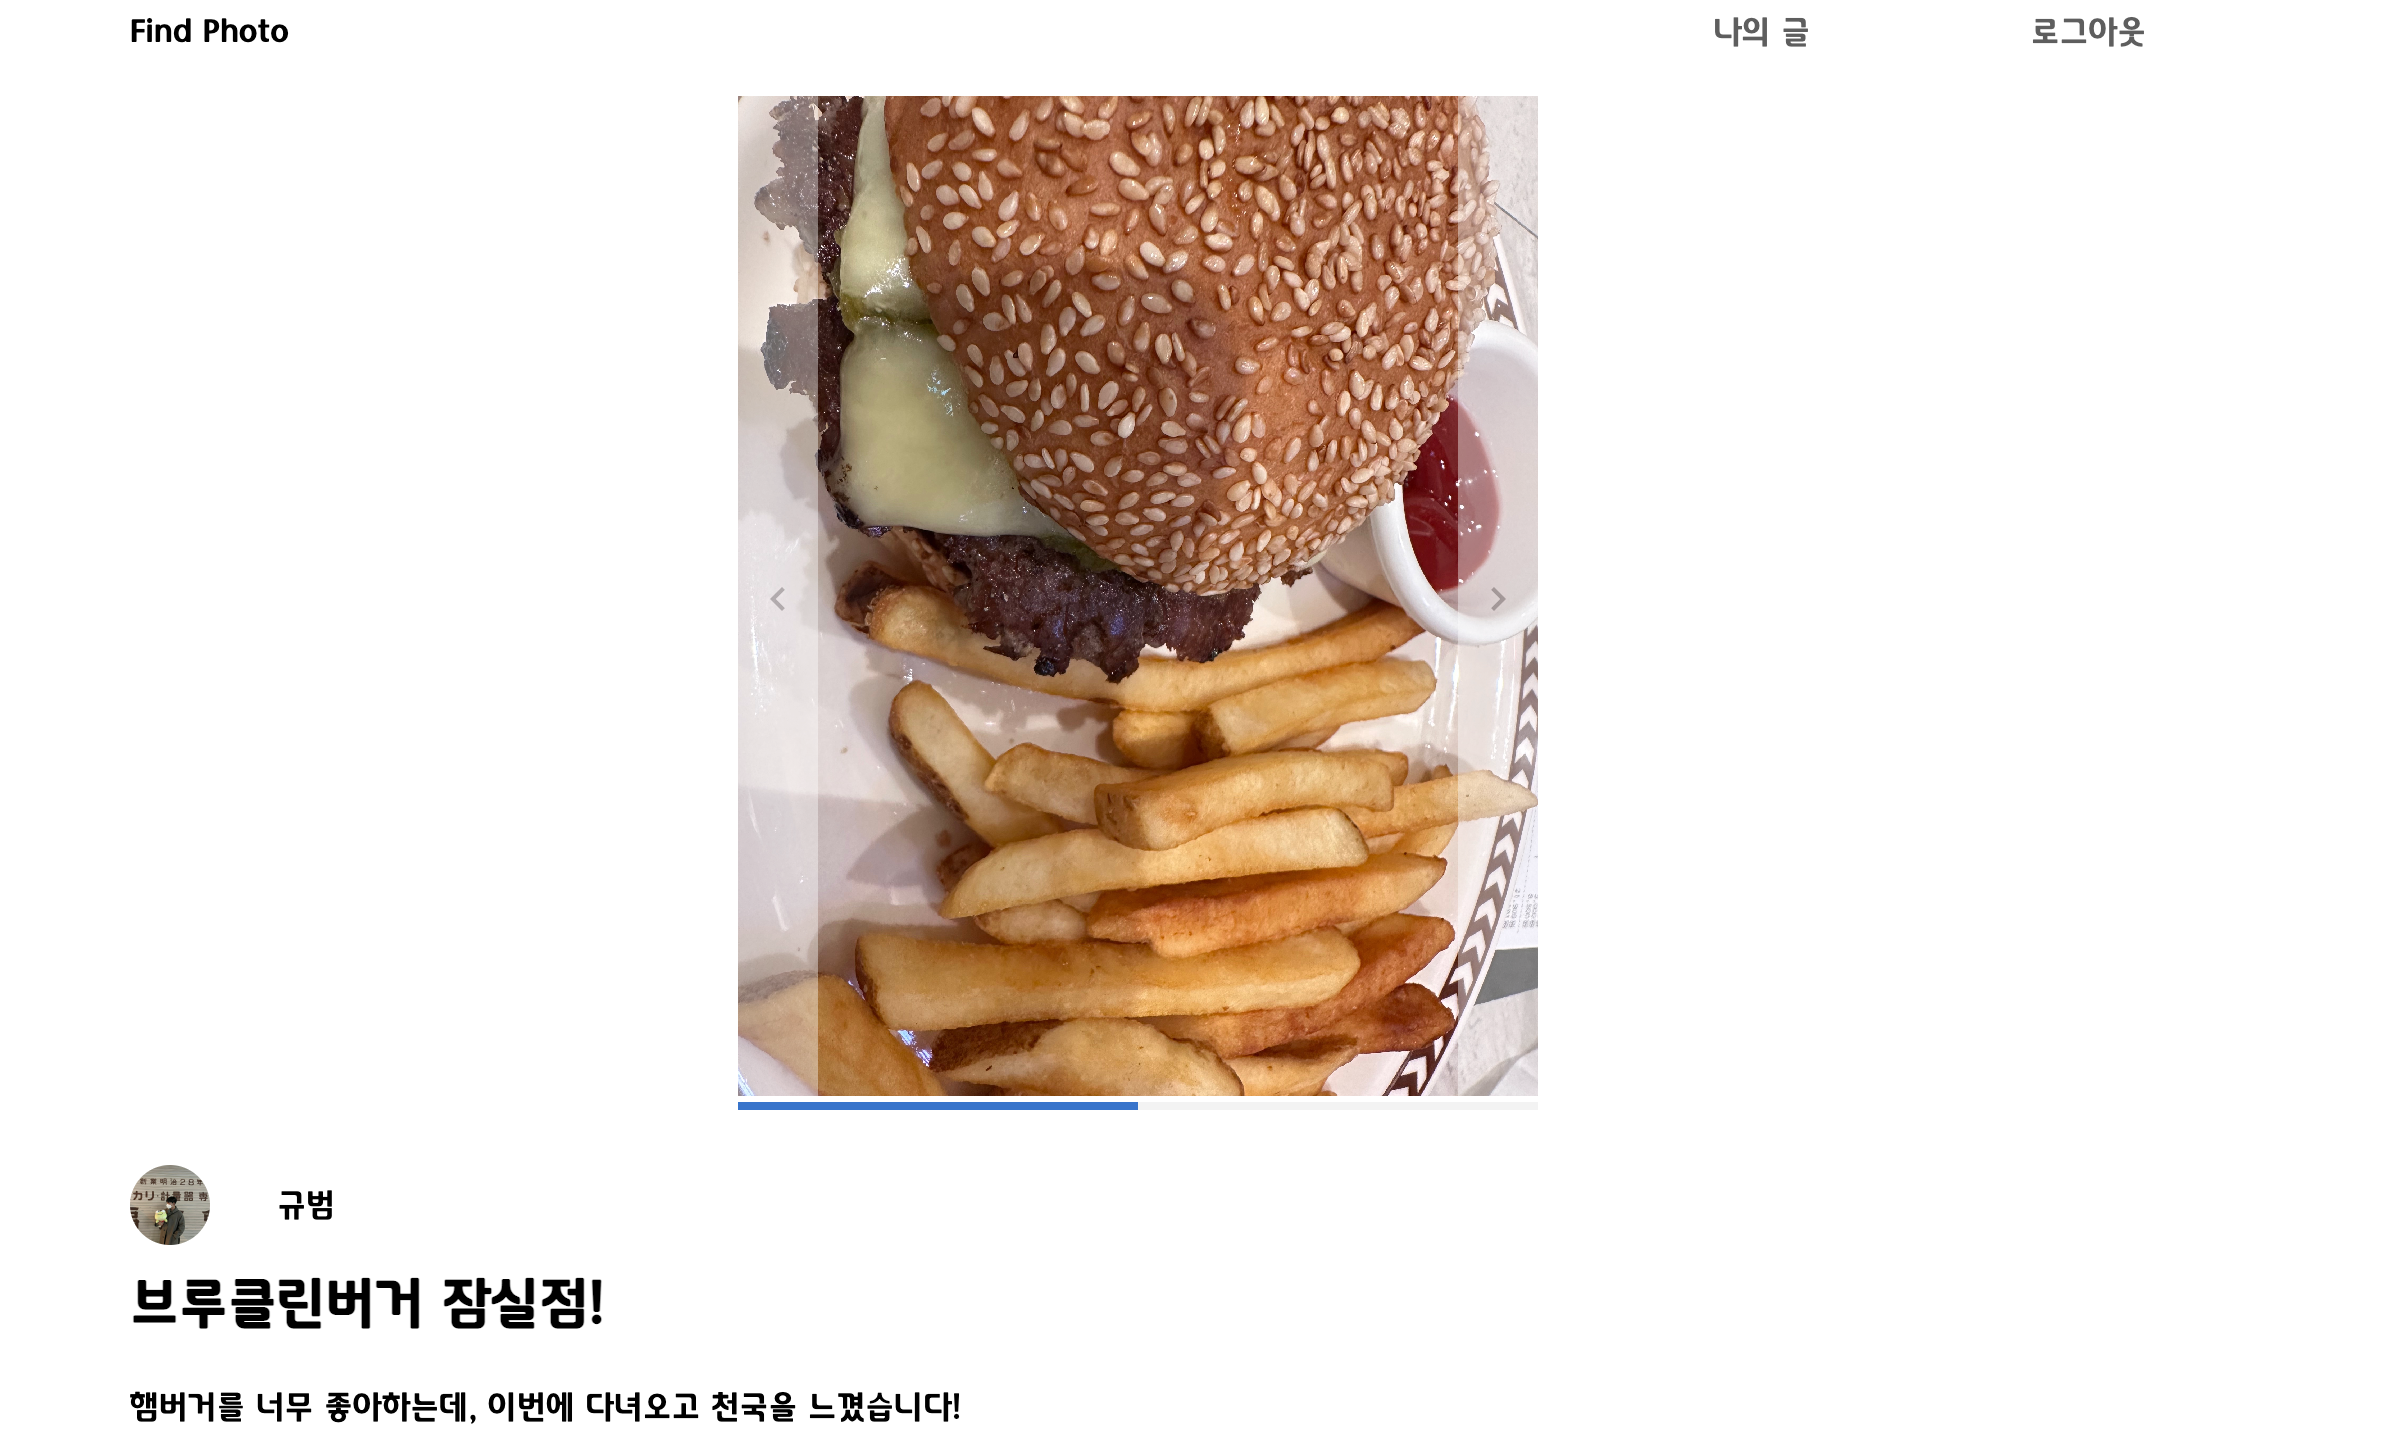 Find Photo
나의 글
로그아웃
규범
브루클린버거 잠실점!
햄버거를 너무 좋아하는데, 이번에 다녀오고 천국을 느꼈습니다!